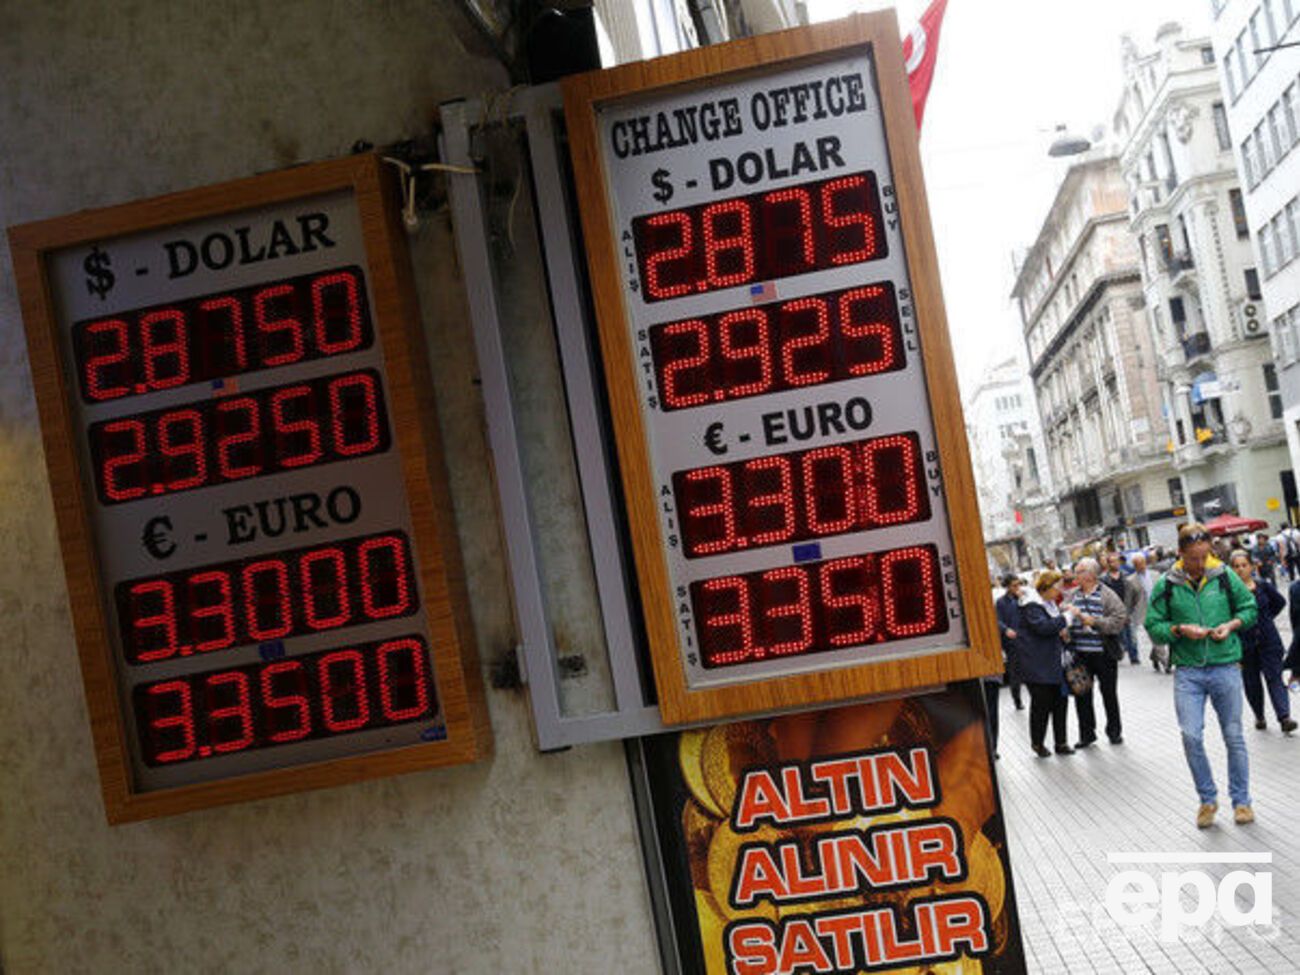 $ - DOLAR
2.8750
2.9250
€ - EURO
3.3000
3.3500
CHANGE OFFICE
$ - DOLAR
ALIŞ 2.875 BUY
SATIŞ 2.925 SELL
€ - EURO
ALIŞ 3.300 BUY
SATIŞ 3.350 SELL
ALTIN
ALINIR
SATILIR
epa